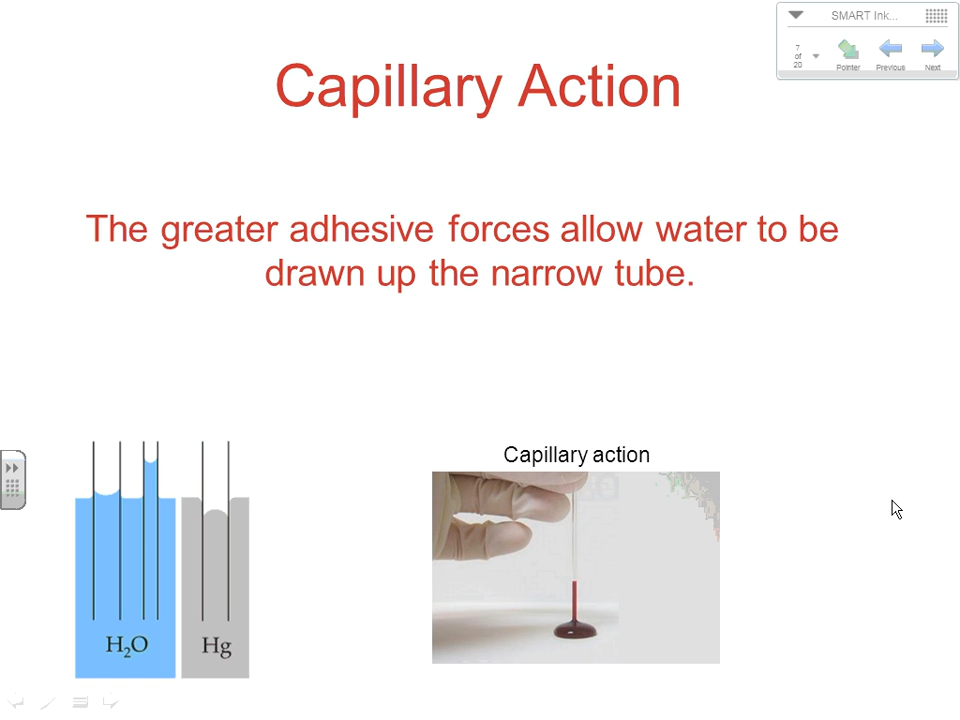 SMART Ink...
7
of
20
Pointer Previous Next
Capillary Action
The greater adhesive forces allow water to be
drawn up the narrow tube.
Capillary action
H₂O Hg